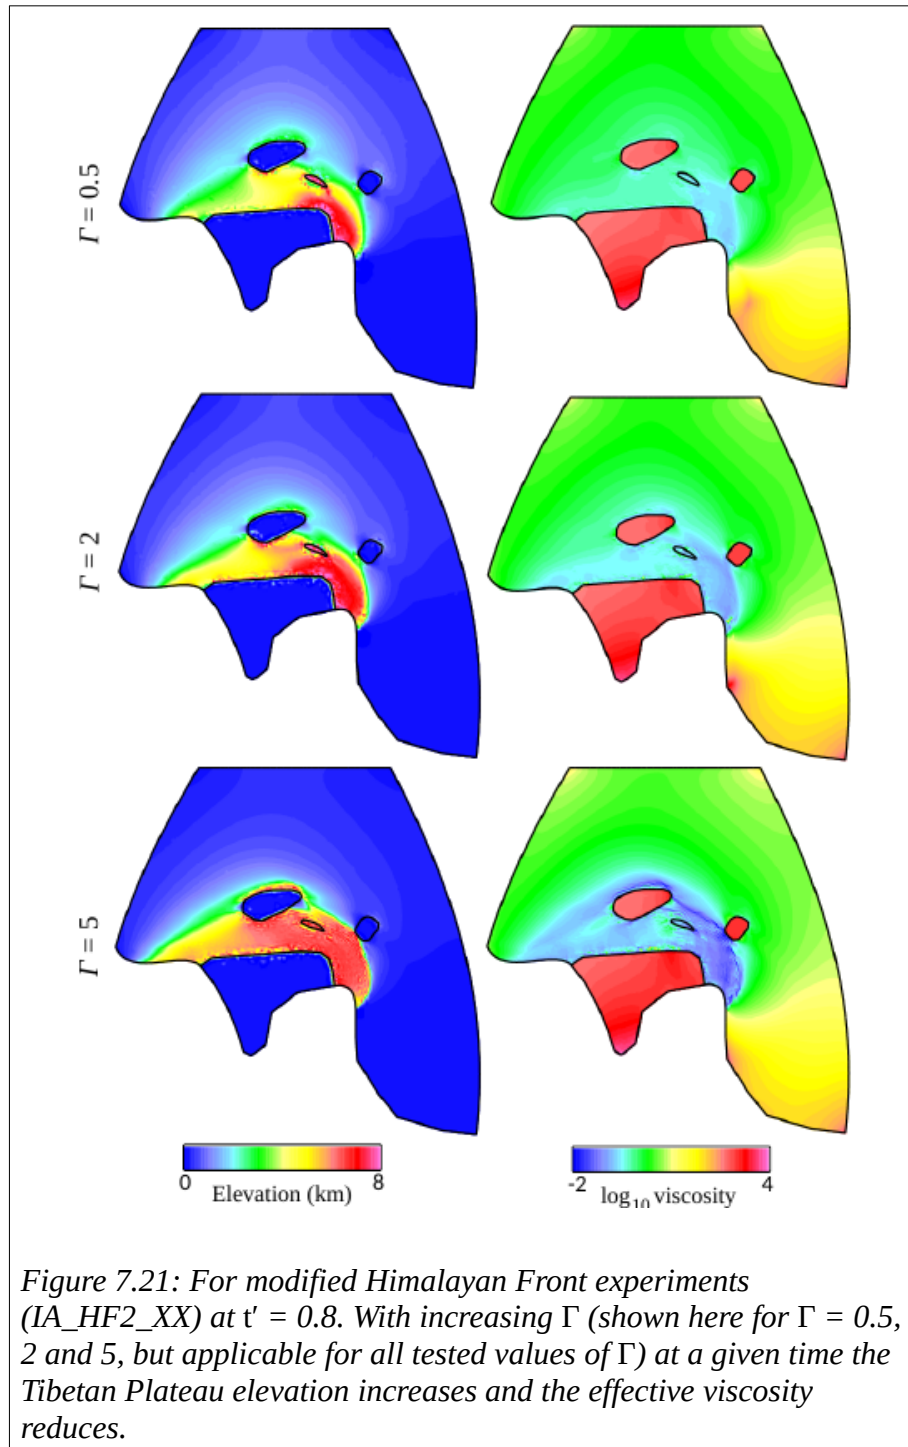 Γ = 0.5
Γ = 2
Γ = 5
0 8
Elevation (km)
-2 4
log10 viscosity
Figure 7.21: For modified Himalayan Front experiments
(IA_HF2_XX) at t′ = 0.8. With increasing Γ (shown here for Γ = 0.5,
2 and 5, but applicable for all tested values of Γ) at a given time the
Tibetan Plateau elevation increases and the effective viscosity
reduces.